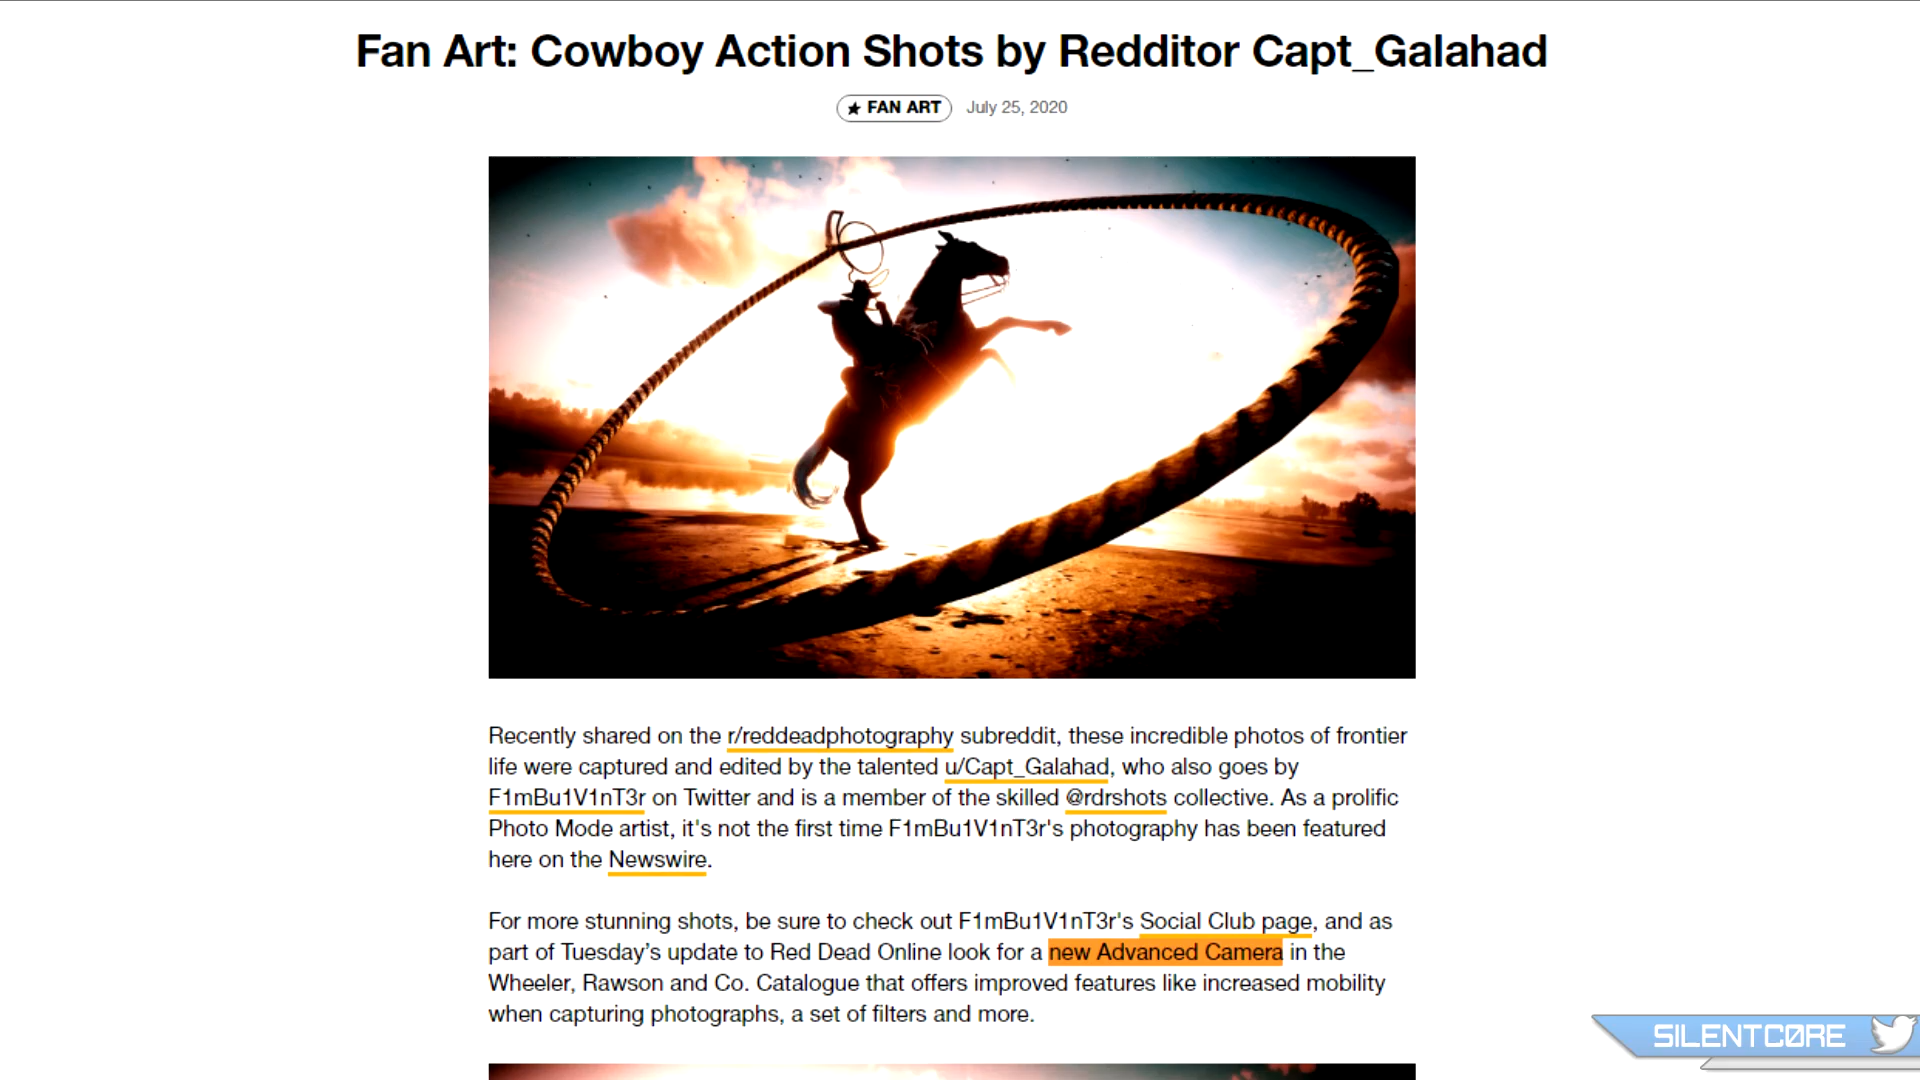 Fan Art: Cowboy Action Shots by Redditor Capt_Galahad
★ FAN ART July 25, 2020
Recently shared on the r/reddeadphotography subreddit, these incredible photos of frontier
life were captured and edited by the talented u/Capt_Galahad, who also goes by
F1mBu1V1nT3r on Twitter and is a member of the skilled @rdrshots collective. As a prolific
Photo Mode artist, it's not the first time F1mBu1V1nT3r's photography has been featured
here on the Newswire.
For more stunning shots, be sure to check out F1mBu1V1nT3r's Social Club page, and as
part of Tuesday’s update to Red Dead Online look for a new Advanced Camera in the
Wheeler, Rawson and Co. Catalogue that offers improved features like increased mobility
when capturing photographs, a set of filters and more.
SILENTCØRE